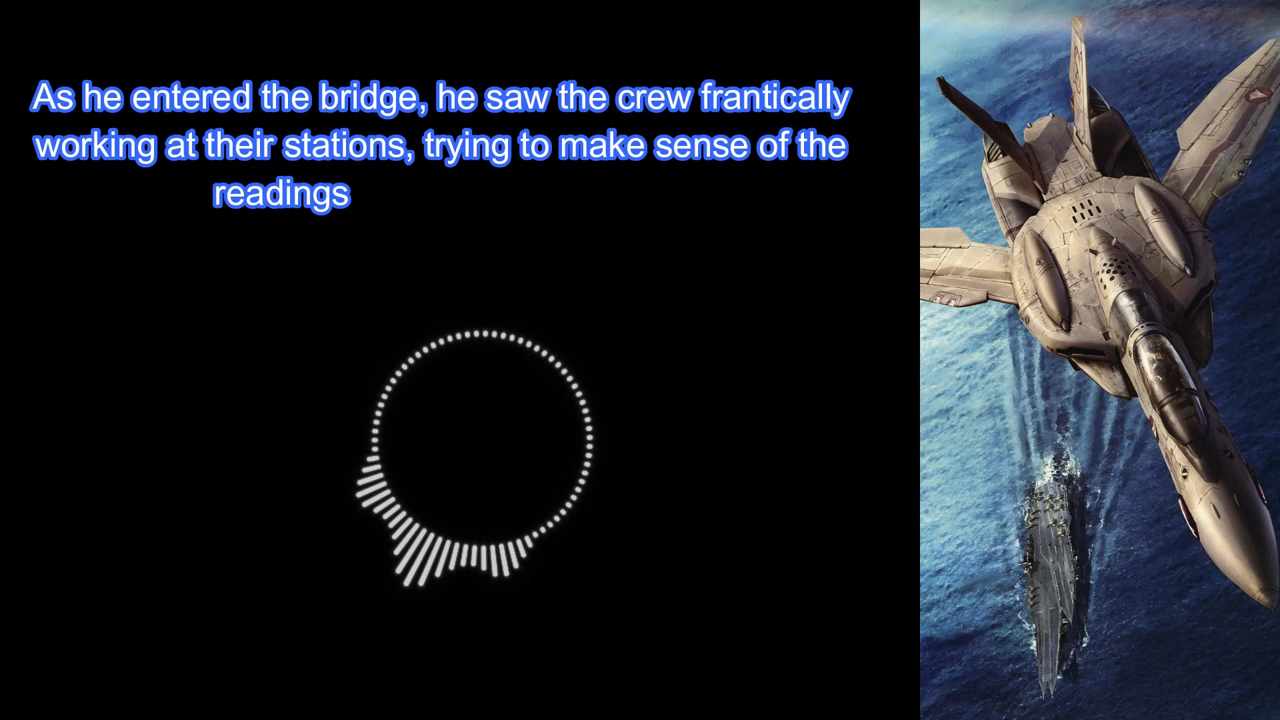 As he entered the bridge, he saw the crew frantically
working at their stations, trying to make sense of the
readings